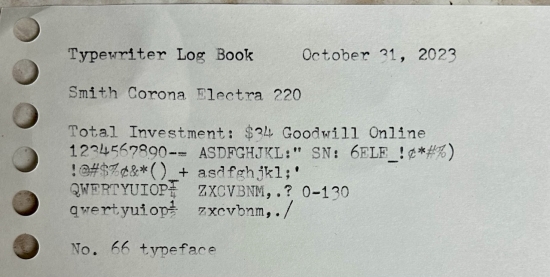 Typewriter Log Book October 31, 2023
Smith Corona Electra 220
Total Investment: $34 Goodwill Online
1234567890-= ASDFGHJKL:" SN: 6ELE_!¢*#%)
!@#$%¢&*()_+ asdfghjkl;'
QWERTYUIOP¼ ZXCVBNM,.? 0-130
qwertyuiop½ zxcvbnm,./
No. 66 typeface